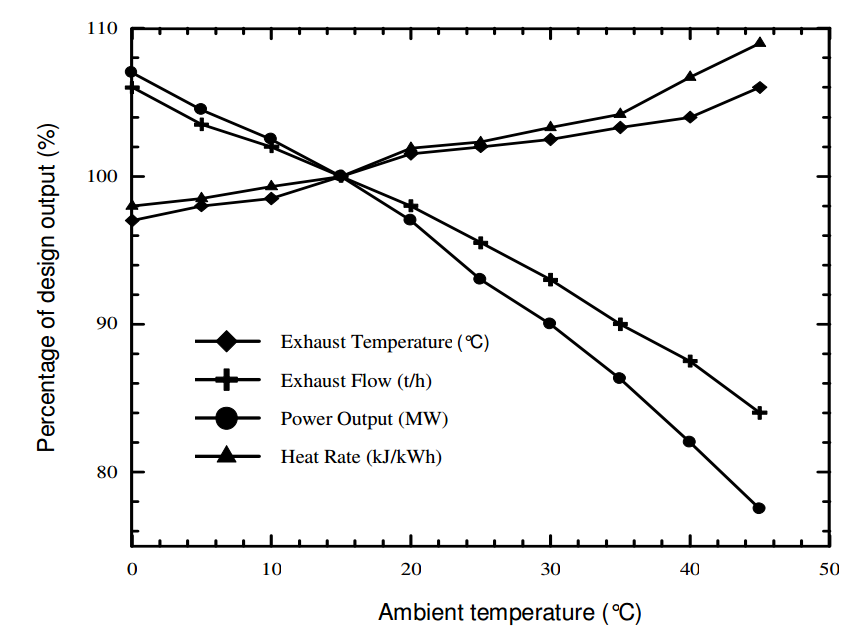 Percentage of design output (%)
110
100
90
80
Exhaust Temperature (°C)
Exhaust Flow (t/h)
Power Output (MW)
Heat Rate (kJ/kWh)
0 10 20 30 40 50
Ambient temperature (°C)